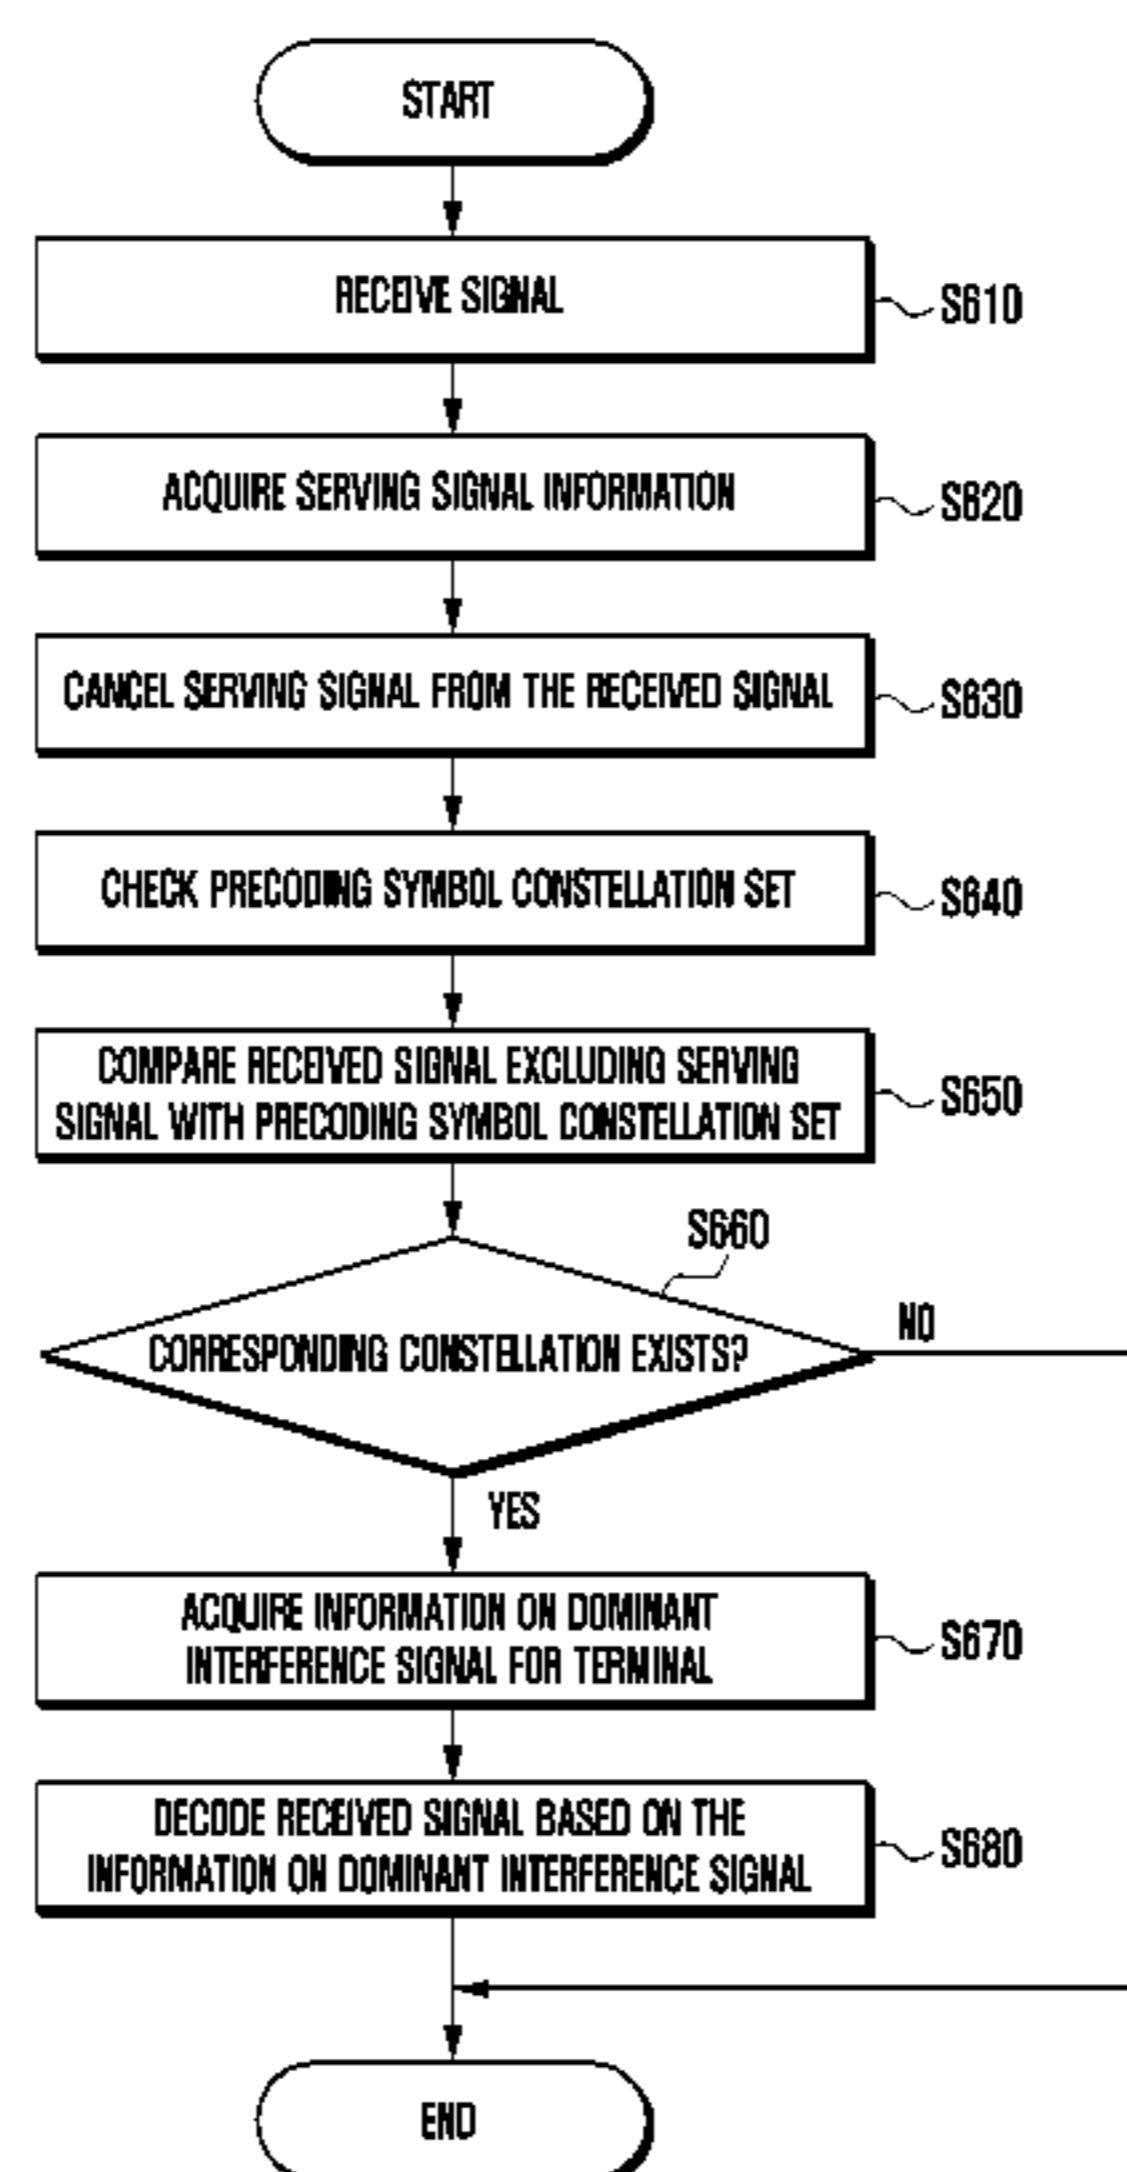 START
RECEIVE SIGNAL
S610
ACQUIRE SERVING SIGNAL INFORMATION
S620
CANCEL SERVING SIGNAL FROM THE RECEIVED SIGNAL
S630
CHECK PRECODING SYMBOL CONSTELLATION SET
S640
COMPARE RECEIVED SIGNAL EXCLUDING SERVING
SIGNAL WITH PRECODING SYMBOL CONSTELLATION SET
S650
S660
CORRESPONDING CONSTELLATION EXISTS?
NO
YES
ACQUIRE INFORMATION ON DOMINANT
INTERFERENCE SIGNAL FOR TERMINAL
S670
DECODE RECEIVED SIGNAL BASED ON THE
INFORMATION ON DOMINANT INTERFERENCE SIGNAL
S680
END